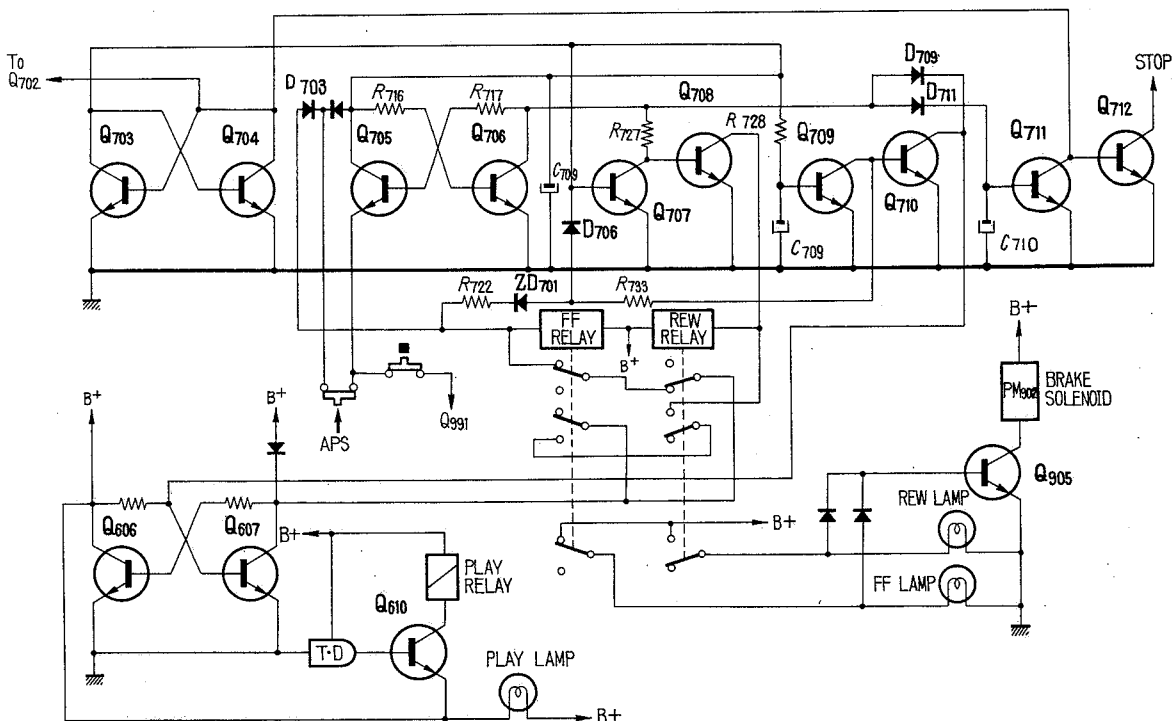 To
Q702
D703
R716
R717
Q708
R728
D709
STOP
D711
Q703
Q704
Q705
Q706
R727
Q709
Q711
Q712
C709
Q707
Q710
D706
C709
C710
R722
ZD701
R733
FF
RELAY
REW
RELAY
B+
B+
PM902
BRAKE
SOLENOID
B+
B+
APS
Q991
Q905
REW LAMP
Q606
Q607
B+
B+
PLAY
RELAY
FF LAMP
Q610
T·D
PLAY LAMP
B+